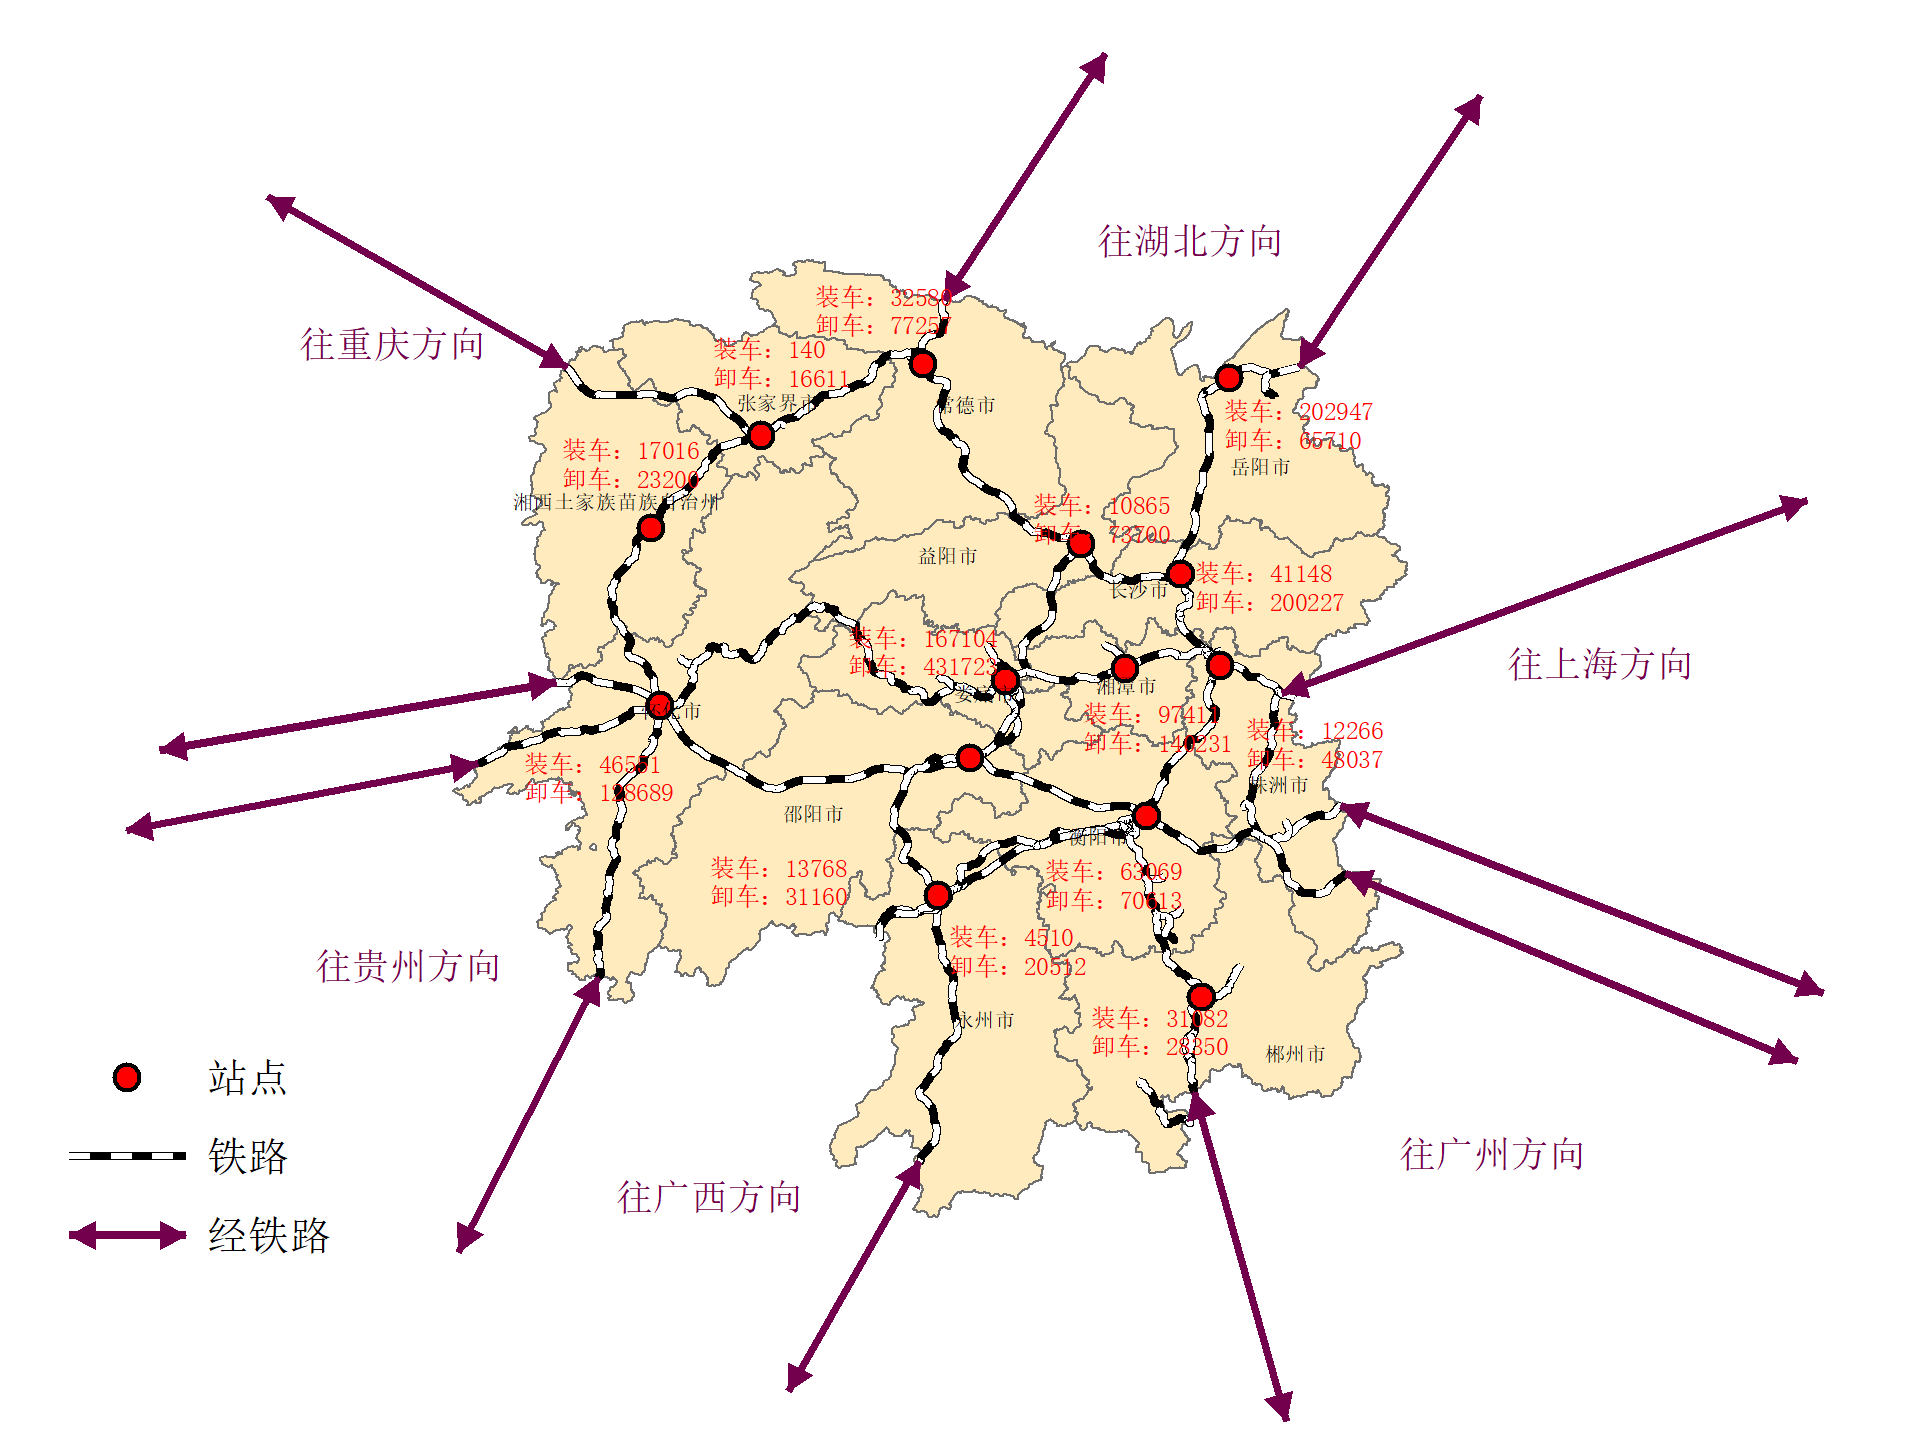 往湖北方向
装车：32580
卸车：77257
往重庆方向
装车：140
卸车：16611
张家界市
常德市
装车：202947
卸车：65710
岳阳市
装车：17016
卸车：23200
湘西土家族苗族自治州
装车：10865
卸车：73700
益阳市
长沙市
装车：41148
卸车：200227
装车：167104
卸车：431723
娄底市
湘潭市
往上海方向
怀化市
装车：97411
装车：12266
卸车：48037
株洲市
装车：46551
卸车：128689
邵阳市
衡阳市
装车：13768
卸车：31160
装车：63069
卸车：70613
装车：4510
卸车：20512
往贵州方向
永州市
装车：31082
卸车：28350
郴州市
站点
铁路
经铁路
往广西方向
往广州方向